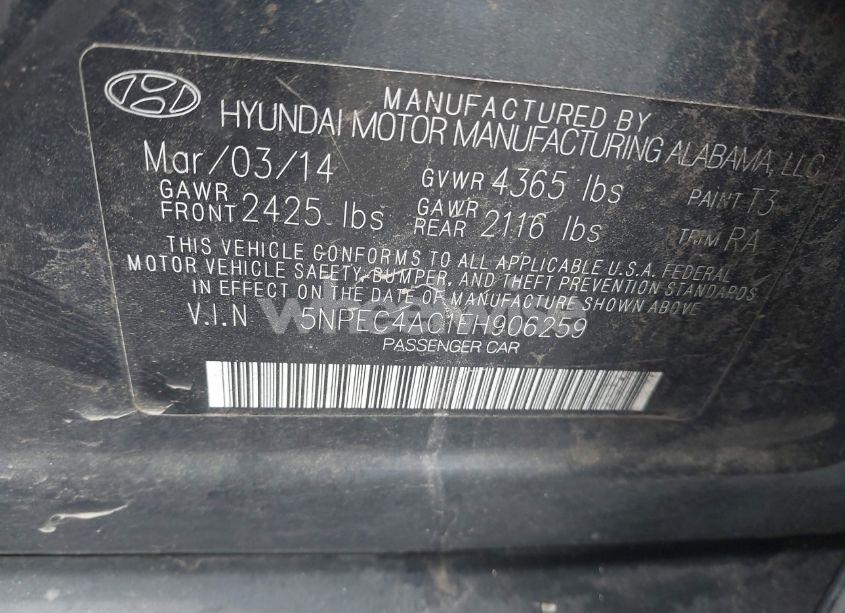 MANUFACTURED BY
HYUNDAI MOTOR MANUFACTURING ALABAMA, LLC
Mar/03/14 GVWR 4365 lbs PAINT T3
GAWR FRONT 2425 lbs GAWR REAR 2116 lbs TRIM RA
THIS VEHICLE CONFORMS TO ALL APPLICABLE U.S.A. FEDERAL
MOTOR VEHICLE SAFETY, BUMPER, AND THEFT PREVENTION STANDARDS
IN EFFECT ON THE DATE OF MANUFACTURE SHOWN ABOVE
V.I.N 5NPEC4AC1EH906259
PASSENGER CAR